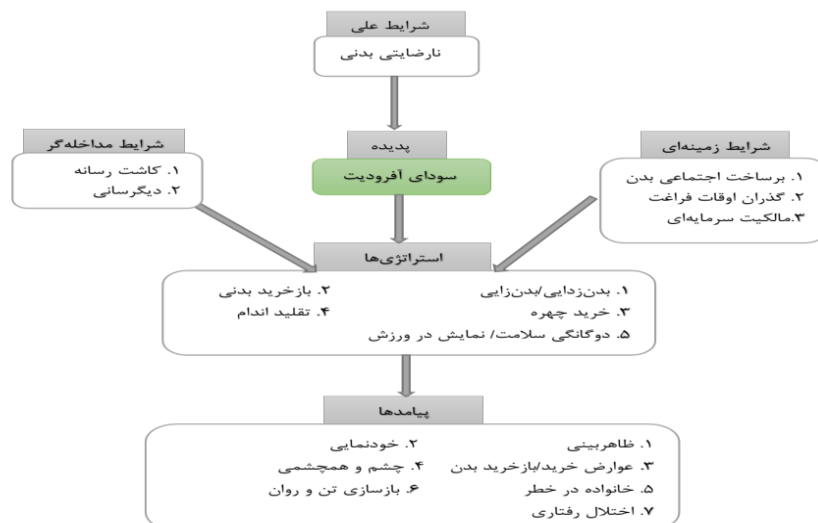 شرایط علی
نارضایتی بدنی
شرایط مداخله‌گر
۱. کاشت رسانه
۲. دیگرسانی
پدیده
سودای آفرودیت
شرایط زمینه‌ای
۱. برساخت اجتماعی بدن
۲. گذران اوقات فراغت
۳.مالکیت سرمایه‌ای
استراتژی‌ها
۱. بدن‌زدایی/بدن‌زایی ۲. بازخرید بدنی
۳. خرید چهره ۴. تقلید اندام
۵. دوگانگی سلامت/ نمایش در ورزش
پیامدها
۱. ظاهربینی ۲. خودنمایی
۳. عوارض خرید/بازخرید بدن ۴. چشم و همچشمی
۵. خانواده در خطر ۶. بازسازی تن و روان
۷. اختلال رفتاری